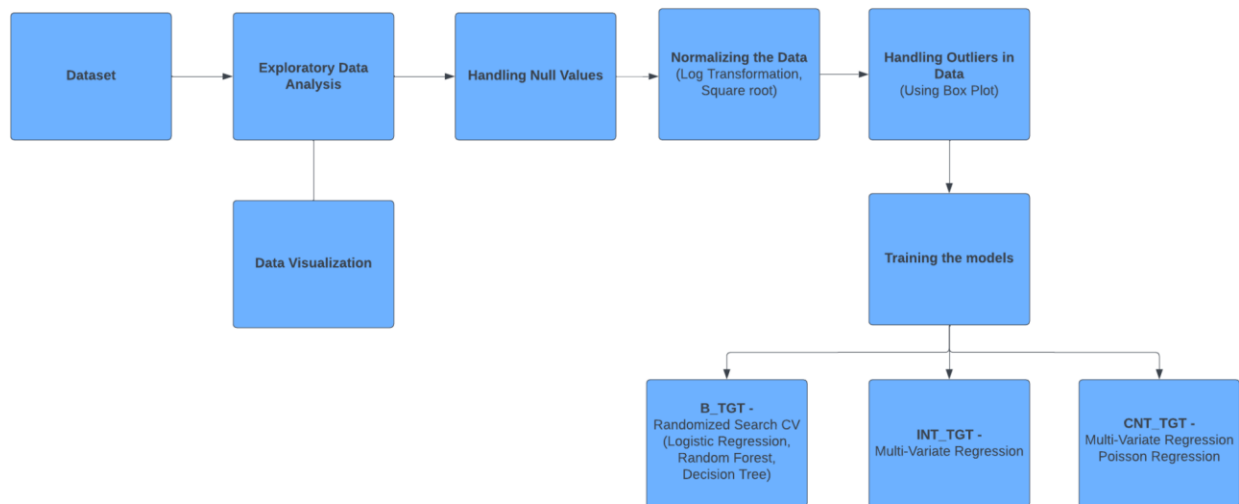 Dataset
Exploratory Data
Analysis
Handling Null Values
Normalizing the Data
(Log Transformation,
Square root)
Handling Outliers in
Data
(Using Box Plot)
Data Visualization
Training the models
B_TGT -
Randomized Search CV
(Logistic Regression,
Random Forest,
Decision Tree)
INT_TGT -
Multi-Variate Regression
CNT_TGT -
Multi-Variate Regression
Poisson Regression